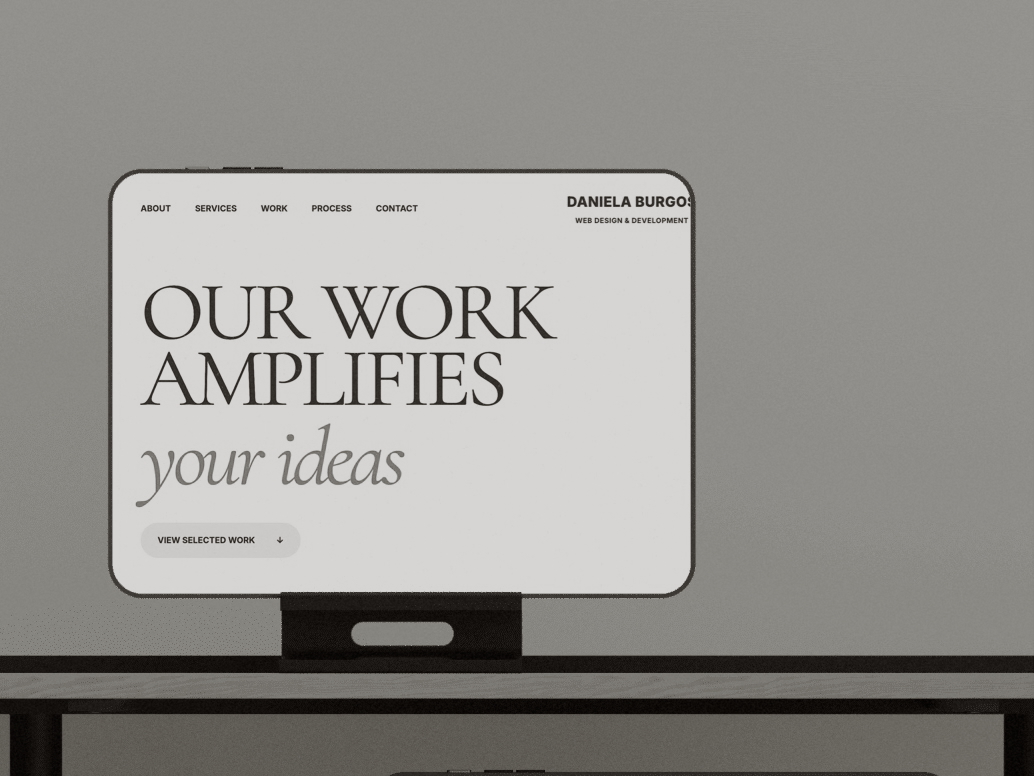 ABOUT SERVICES WORK PROCESS CONTACT
DANIELA BURGOS
WEB DESIGN & DEVELOPMENT
OUR WORK
AMPLIFIES
your ideas
VIEW SELECTED WORK ↓